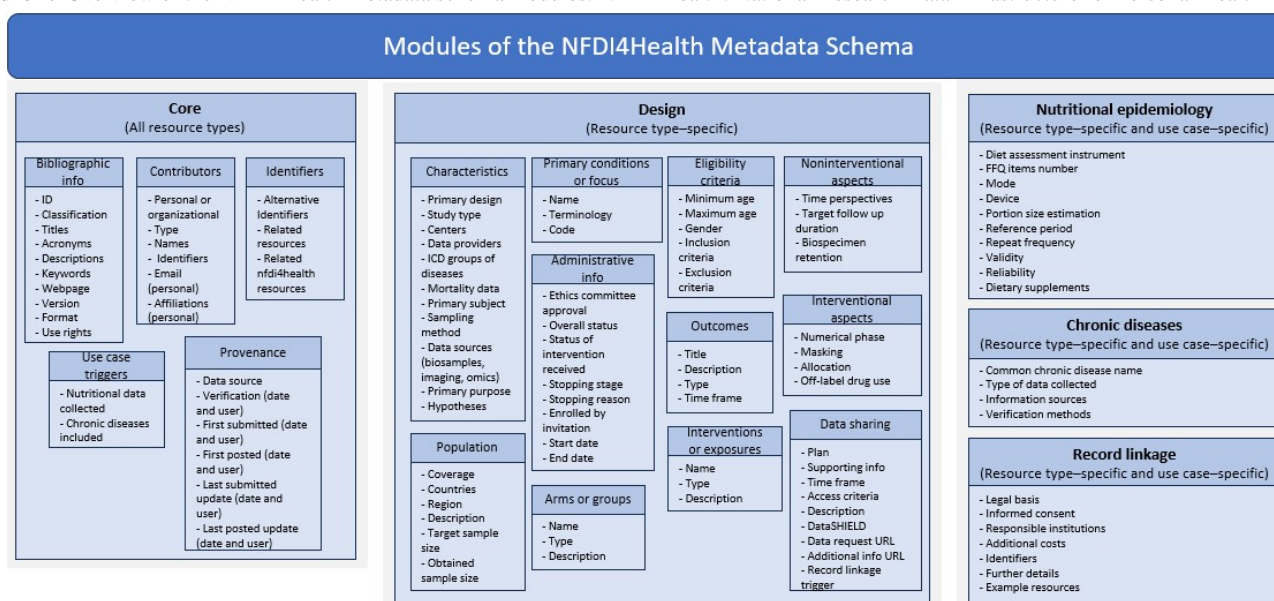 Modules of the NFDI4Health Metadata Schema
Core
(All resource types)
Bibliographic
info
- ID
- Classification
- Titles
- Acronyms
- Descriptions
- Keywords
- Webpage
- Version
- Format
- Use rights
Contributors
- Personal or
organizational
- Type
- Names
- Identifiers
- Email
(personal)
- Affiliations
(personal)
Identifiers
- Alternative
Identifiers
- Related
resources
- Related
nfdi4health
resources
Use case
triggers
- Nutritional data
collected
- Chronic diseases
included
Provenance
- Data source
- Verification (date
and user)
- First submitted (date
and user)
- First posted (date
and user)
- Last submitted
update (date and
user)
- Last posted update
(date and user)
Design
(Resource type–specific)
Characteristics
- Primary design
- Study type
- Centers
- Data providers
- ICD groups of
diseases
- Mortality data
- Primary subject
- Sampling
method
- Data sources
(biosamples,
imaging, omics)
- Primary purpose
- Hypotheses
Population
- Coverage
- Countries
- Region
- Description
- Target sample
size
- Obtained
sample size
Primary conditions
or focus
- Name
- Terminology
- Code
Administrative
info
- Ethics committee
approval
- Overall status
- Status of
intervention
received
- Stopping stage
- Stopping reason
- Enrolled by
invitation
- Start date
- End date
Arms or groups
- Name
- Type
- Description
Eligibility
criteria
- Minimum age
- Maximum age
- Gender
- Inclusion
criteria
- Exclusion
criteria
Outcomes
- Title
- Description
- Type
- Time frame
Interventions
or exposures
- Name
- Type
- Description
Noninterventional
aspects
- Time perspectives
- Target follow up
duration
- Biospecimen
retention
Interventional
aspects
- Numerical phase
- Masking
- Allocation
- Off-label drug use
Data sharing
- Plan
- Supporting info
- Time frame
- Access criteria
- Description
- DataSHIELD
- Data request URL
- Additional info URL
- Record linkage
trigger
Nutritional epidemiology
(Resource type–specific and use case–specific)
- Diet assessment instrument
- FFQ items number
- Mode
- Device
- Portion size estimation
- Reference period
- Repeat frequency
- Validity
- Reliability
- Dietary supplements
Chronic diseases
(Resource type–specific and use case–specific)
- Common chronic disease name
- Type of data collected
- Information sources
- Verification methods
Record linkage
(Resource type–specific and use case–specific)
- Legal basis
- Informed consent
- Responsible institutions
- Additional costs
- Identifiers
- Further details
- Example resources